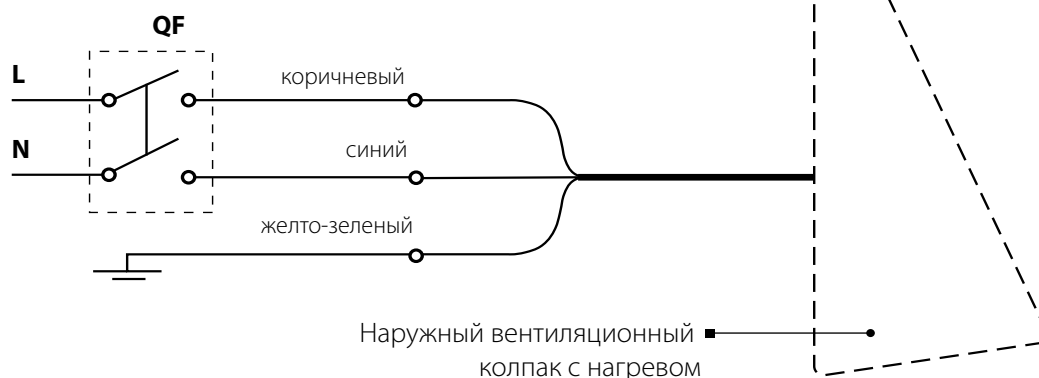 QF
L
коричневый
N
синий
желто-зеленый
Наружный вентиляционный
колпак с нагревом